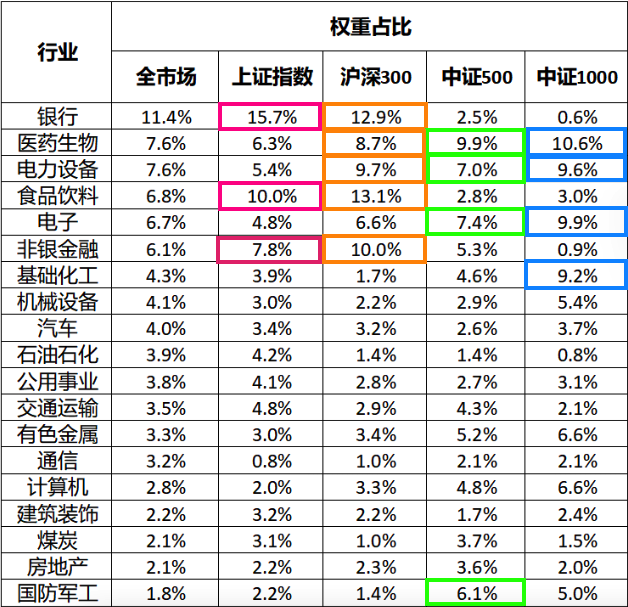 行业 权重占比
全市场 上证指数 沪深300 中证500 中证1000
银行 11.4% 15.7% 12.9% 2.5% 0.6%
医药生物 7.6% 6.3% 8.7% 9.9% 10.6%
电力设备 7.6% 5.4% 9.7% 7.0% 9.6%
食品饮料 6.8% 10.0% 13.1% 2.8% 3.0%
电子 6.7% 4.8% 6.6% 7.4% 9.9%
非银金融 6.1% 7.8% 10.0% 5.3% 0.9%
基础化工 4.3% 3.9% 1.7% 4.6% 9.2%
机械设备 4.1% 3.0% 2.2% 2.9% 5.4%
汽车 4.0% 3.4% 3.2% 2.6% 3.7%
石油石化 3.9% 4.2% 1.4% 1.4% 0.8%
公用事业 3.8% 4.1% 2.8% 2.7% 3.1%
交通运输 3.5% 4.8% 2.9% 4.3% 2.1%
有色金属 3.3% 3.0% 3.4% 5.2% 6.6%
通信 3.2% 0.8% 1.0% 2.1% 2.1%
计算机 2.8% 2.0% 3.3% 4.8% 6.6%
建筑装饰 2.2% 3.2% 2.2% 1.7% 2.4%
煤炭 2.1% 3.1% 1.0% 3.7% 1.5%
房地产 2.1% 2.2% 2.3% 3.6% 2.0%
国防军工 1.8% 2.2% 1.4% 6.1% 5.0%